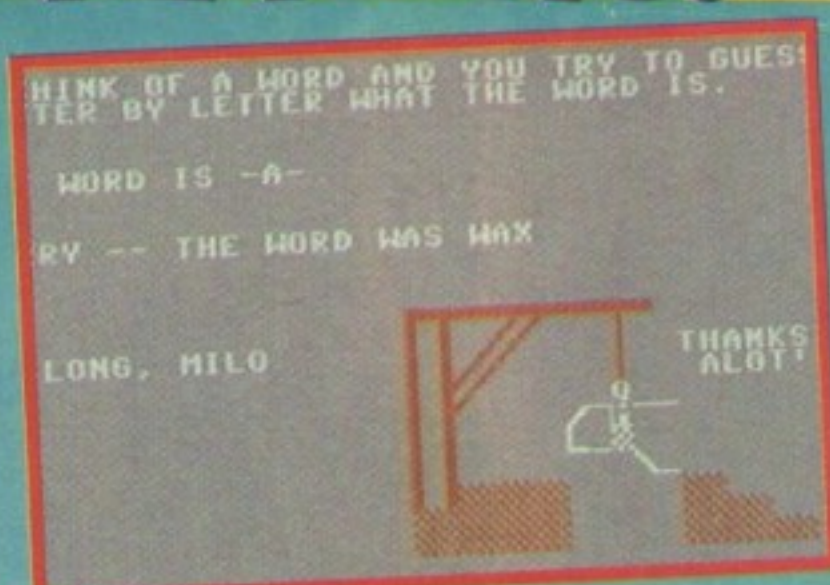 HINK OF A WORD AND YOU TRY TO GUESS
TER BY LETTER WHAT THE WORD IS.
WORD IS -A-
RY -- THE WORD WAS WAX
LONG, MILO
THANKS
ALOT'